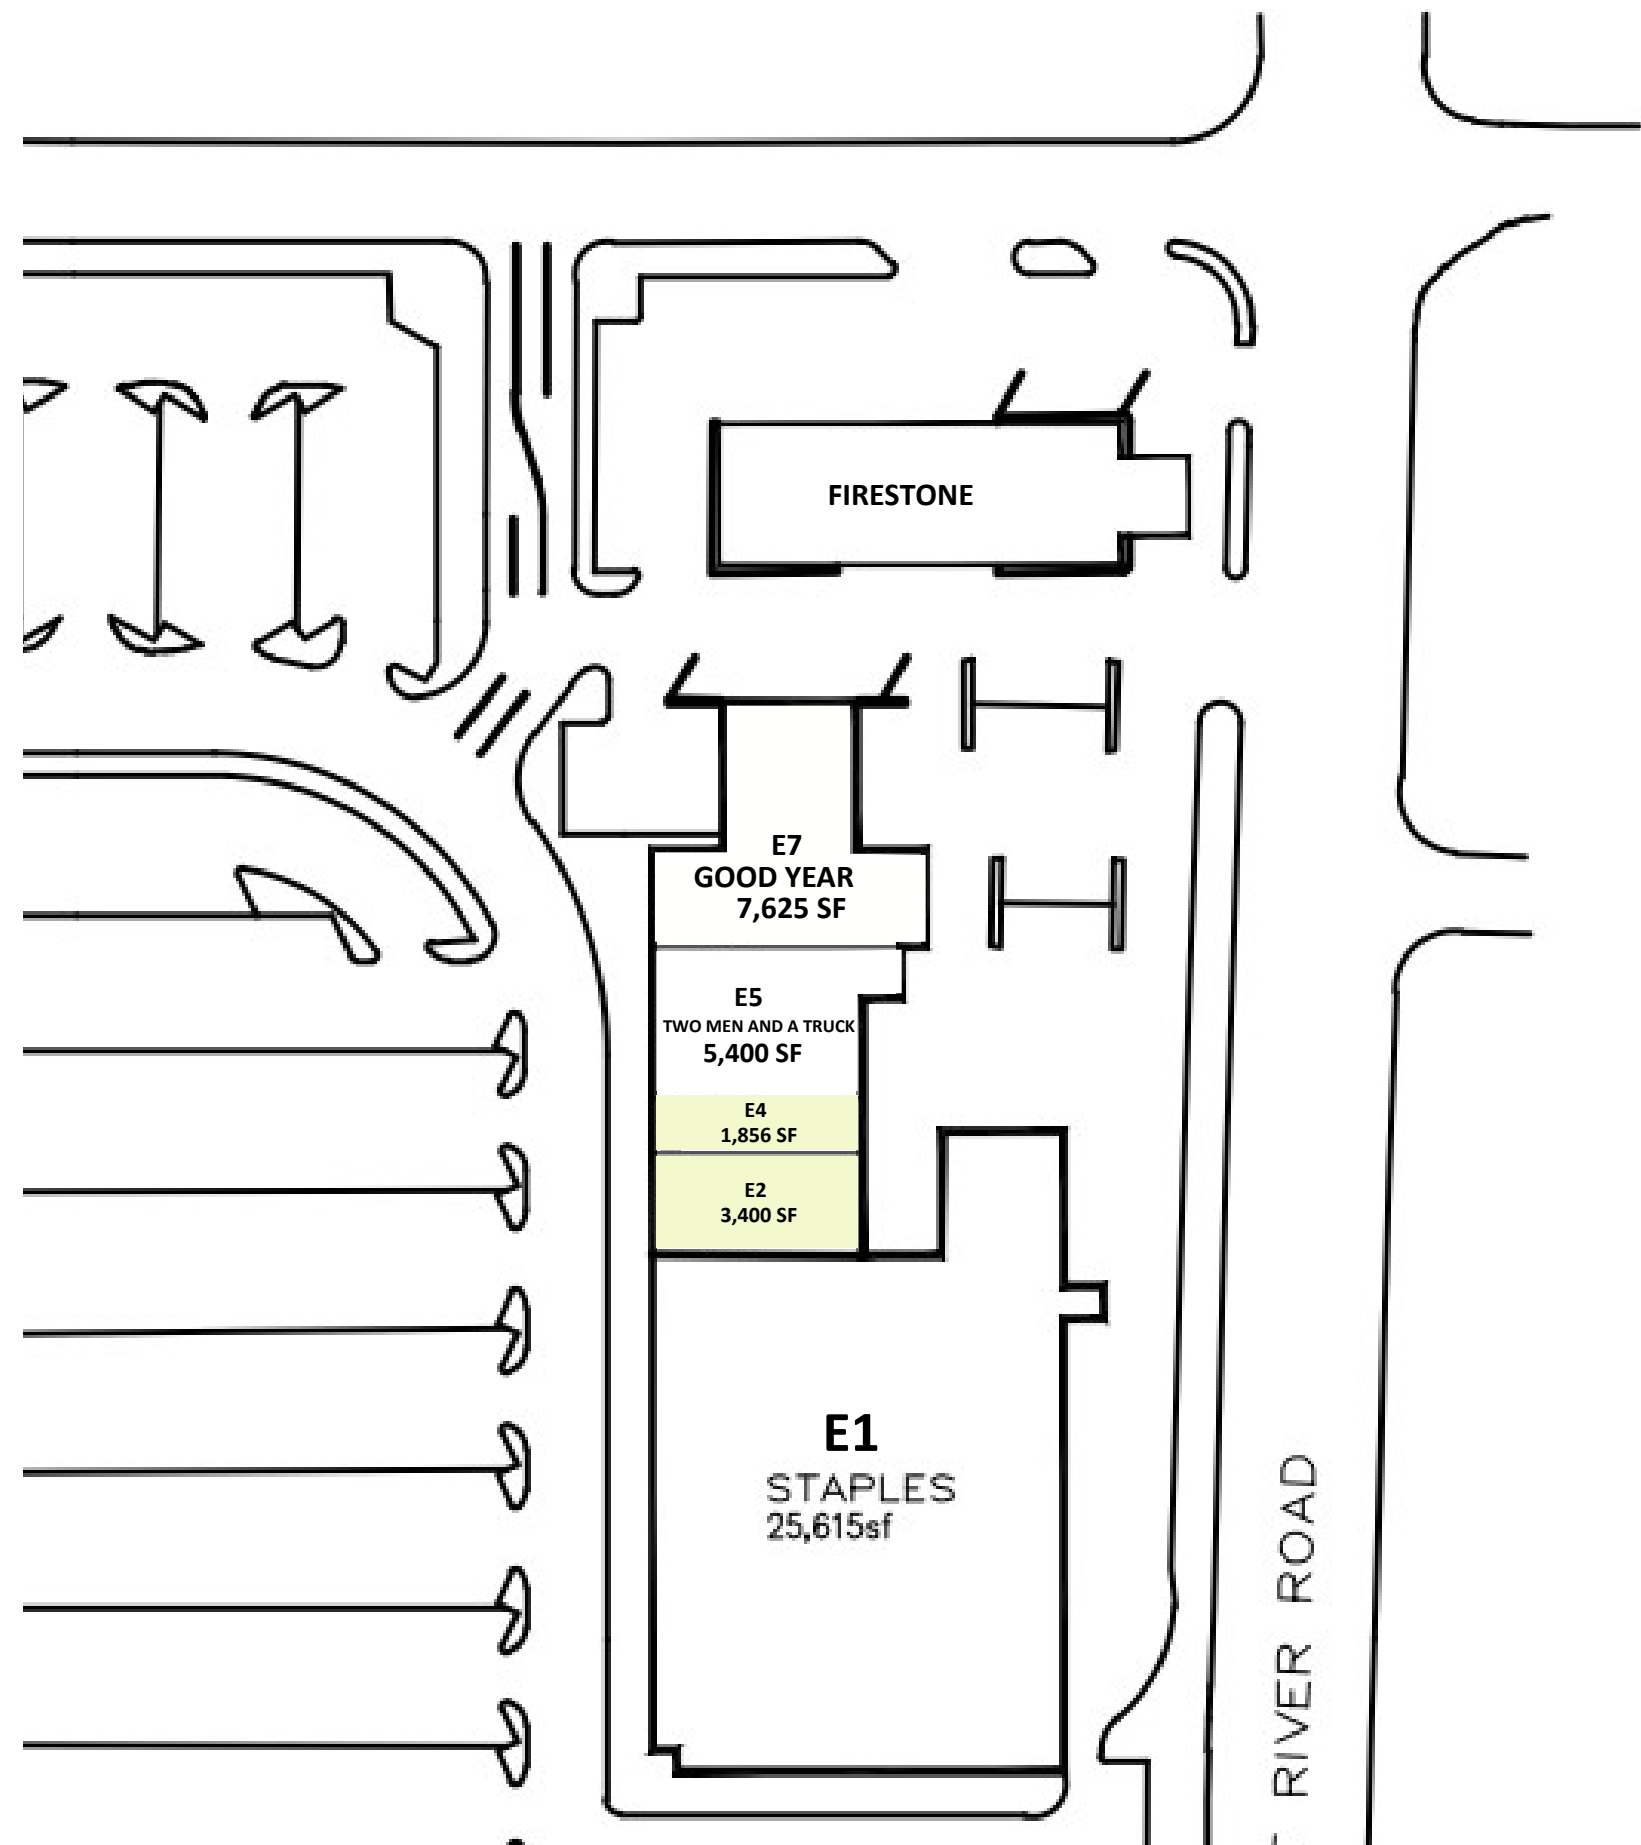 FIRESTONE
E7
GOOD YEAR
7,625 SF
E5
TWO MEN AND A TRUCK
5,400 SF
E4
1,856 SF
E2
3,400 SF
E1
STAPLES
25,615sf
RIVER ROAD